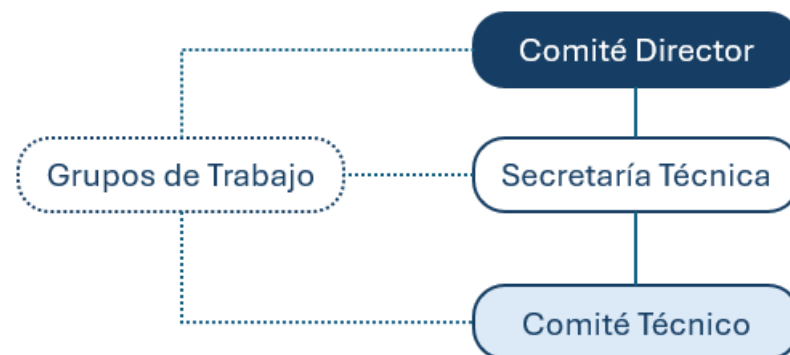 Comité Director
Grupos de Trabajo
Secretaría Técnica
Comité Técnico